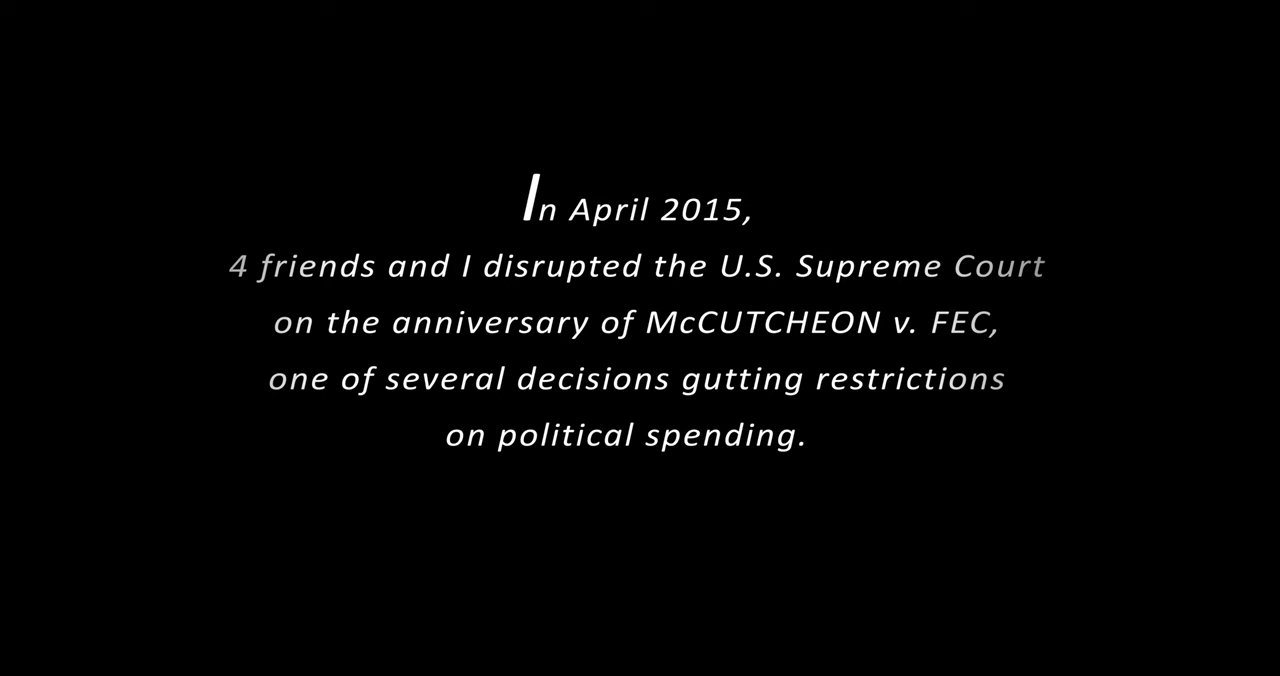 In April 2015,
4 friends and I disrupted the U.S. Supreme Court
on the anniversary of McCUTCHEON v. FEC,
one of several decisions gutting restrictions
on political spending.